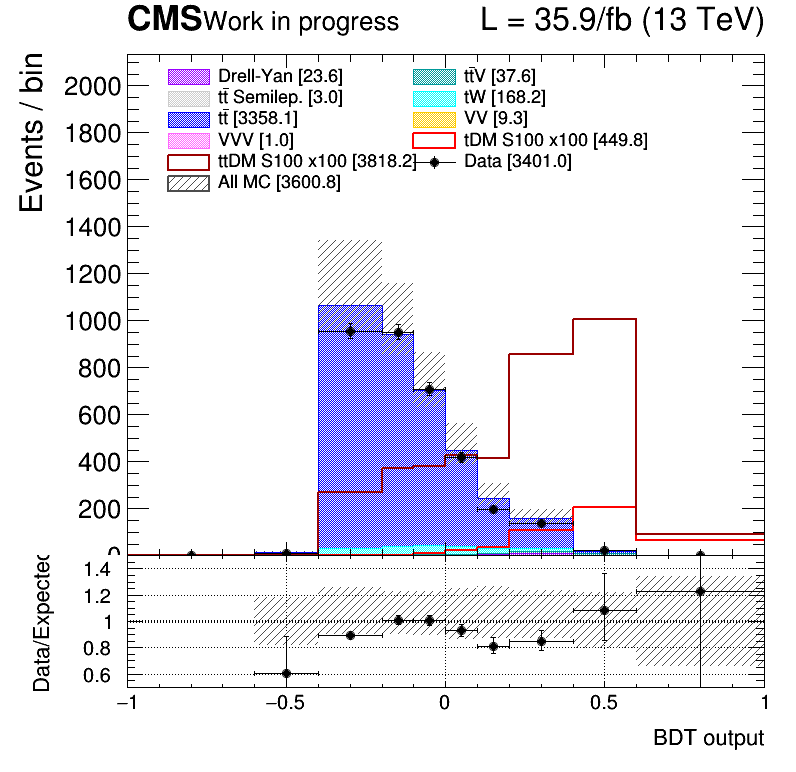 CMS Work in progress L = 35.9/fb (13 TeV)
Events / bin
2000
1800
1600
1400
1200
1000
800
600
400
200
0
Drell-Yan [23.6] tt̄V [37.6]
tt̄ Semilep. [3.0] tW [168.2]
tt̄ [3358.1] VV [9.3]
VVV [1.0] tDM S100 x100 [449.8]
ttDM S100 x100 [3818.2] Data [3401.0]
All MC [3600.8]
Data/Expected
1.4
1.2
1
0.8
0.6
−1 −0.5 0 0.5 1
BDT output